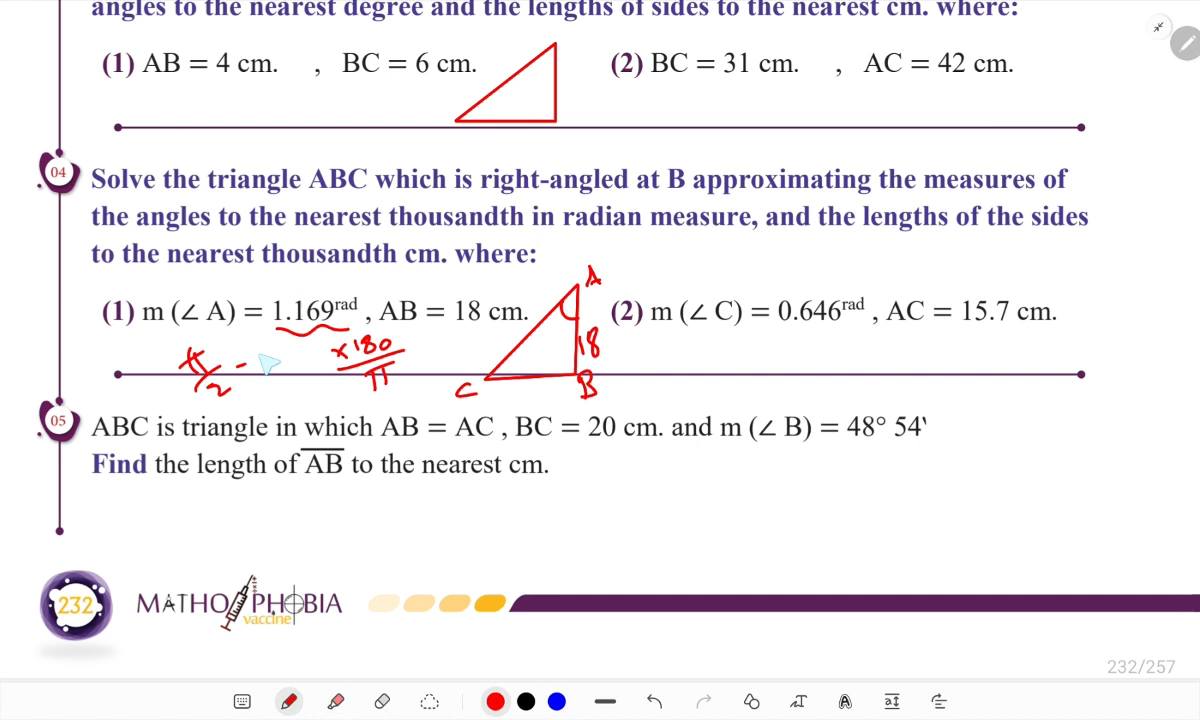 angles to the nearest degree and the lengths of sides to the nearest cm. where:
(1) AB = 4 cm. , BC = 6 cm. (2) BC = 31 cm. , AC = 42 cm.
04 Solve the triangle ABC which is right-angled at B approximating the measures of
the angles to the nearest thousandth in radian measure, and the lengths of the sides
to the nearest thousandth cm. where:
A
(1) m (∠ A) = 1.169ʳᵃᵈ , AB = 18 cm. (2) m (∠ C) = 0.646ʳᵃᵈ , AC = 15.7 cm.
π/2 - ×180/π 18
C B
05 ABC is triangle in which AB = AC , BC = 20 cm. and m (∠ B) = 48° 54'
Find the length of A̅B̅ to the nearest cm.
232 MATHO PHOBIA
vaccine
232/257